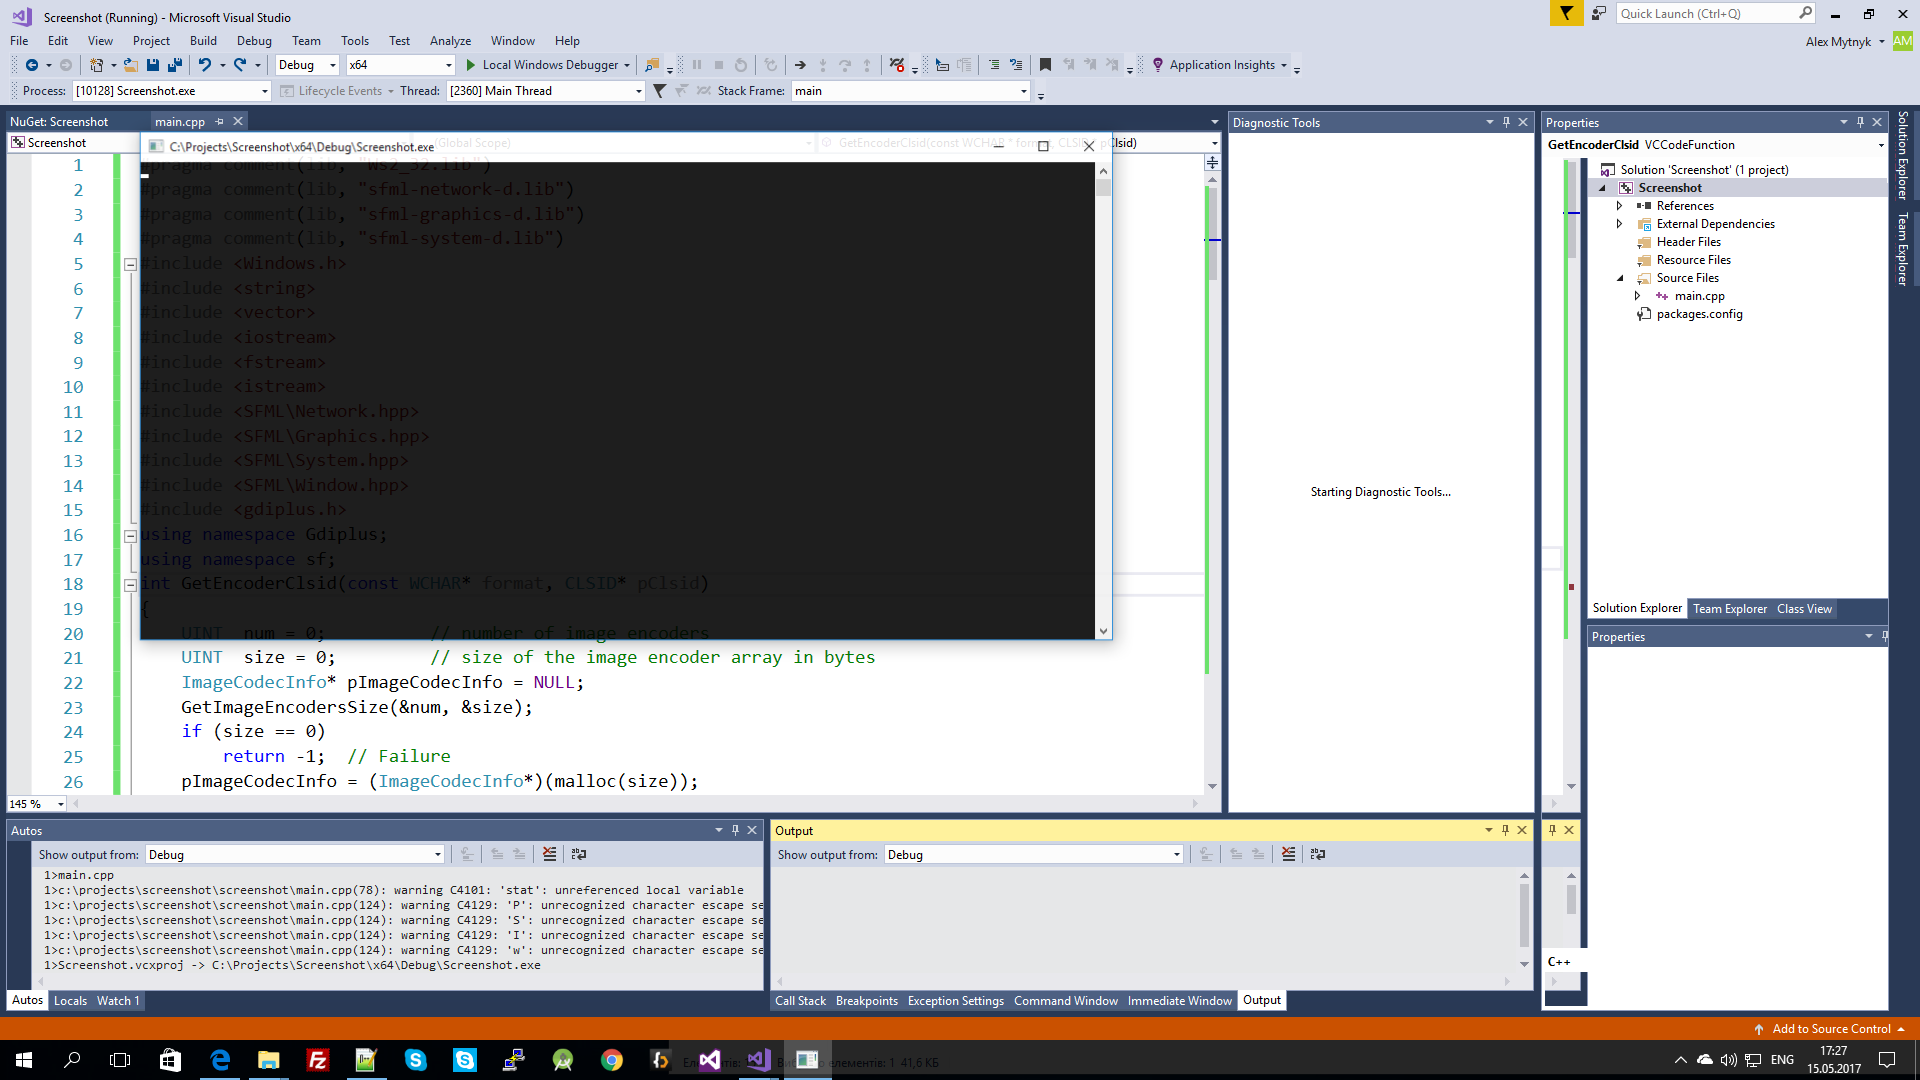 Screenshot (Running) - Microsoft Visual Studio
Quick Launch (Ctrl+Q)
File Edit View Project Build Debug Team Tools Test Analyze Window Help
Alex Mytnyk AM
Debug x64 Local Windows Debugger Application Insights
Process: [10128] Screenshot.exe Lifecycle Events Thread: [2360] Main Thread Stack Frame: main
NuGet: Screenshot main.cpp
Screenshot (Global Scope) GetEncoderClsid(const WCHAR * format, CLSID * pClsid)
C:\Projects\Screenshot\x64\Debug\Screenshot.exe
1 #pragma comment(lib, "Ws2_32.lib")
2 #pragma comment(lib, "sfml-network-d.lib")
3 #pragma comment(lib, "sfml-graphics-d.lib")
4 #pragma comment(lib, "sfml-system-d.lib")
5 #include <Windows.h>
6 #include <string>
7 #include <vector>
8 #include <iostream>
9 #include <fstream>
10 #include <istream>
11 #include <SFML\Network.hpp>
12 #include <SFML\Graphics.hpp>
13 #include <SFML\System.hpp>
14 #include <SFML\Window.hpp>
15 #include <gdiplus.h>
16 using namespace Gdiplus;
17 using namespace sf;
18 int GetEncoderClsid(const WCHAR* format, CLSID* pClsid)
19 {
20 UINT num = 0; // number of image encoders
21 UINT size = 0; // size of the image encoder array in bytes
22 ImageCodecInfo* pImageCodecInfo = NULL;
23 GetImageEncodersSize(&num, &size);
24 if (size == 0)
25 return -1; // Failure
26 pImageCodecInfo = (ImageCodecInfo*)(malloc(size));
145 %
Diagnostic Tools
Starting Diagnostic Tools...
Properties
GetEncoderClsid VCCodeFunction
Solution 'Screenshot' (1 project)
Screenshot
References
External Dependencies
Header Files
Resource Files
Source Files
main.cpp
packages.config
Solution Explorer Team Explorer Class View
Properties
Solution Explorer
Team Explorer
Autos
Show output from: Debug
1>main.cpp
1>c:\projects\screenshot\screenshot\main.cpp(78): warning C4101: 'stat': unreferenced local variable
1>c:\projects\screenshot\screenshot\main.cpp(124): warning C4129: 'P': unrecognized character escape se
1>c:\projects\screenshot\screenshot\main.cpp(124): warning C4129: 'S': unrecognized character escape se
1>c:\projects\screenshot\screenshot\main.cpp(124): warning C4129: 'I': unrecognized character escape se
1>c:\projects\screenshot\screenshot\main.cpp(124): warning C4129: 'w': unrecognized character escape se
1>Screenshot.vcxproj -> C:\Projects\Screenshot\x64\Debug\Screenshot.exe
Autos Locals Watch 1
Output
Show output from: Debug
C++
Call Stack Breakpoints Exception Settings Command Window Immediate Window Output
Add to Source Control
41,6 КБ
ENG
17:27
15.05.2017